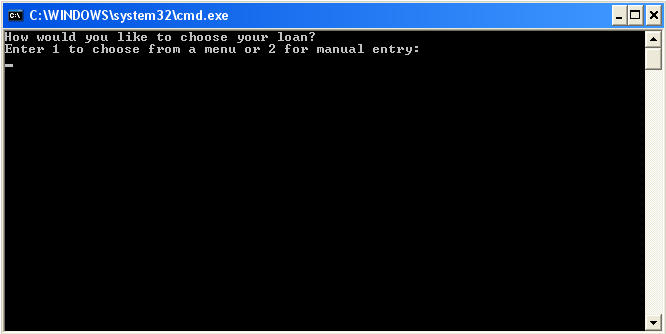 C:\WINDOWS\system32\cmd.exe
How would you like to choose your loan?
Enter 1 to choose from a menu or 2 for manual entry: